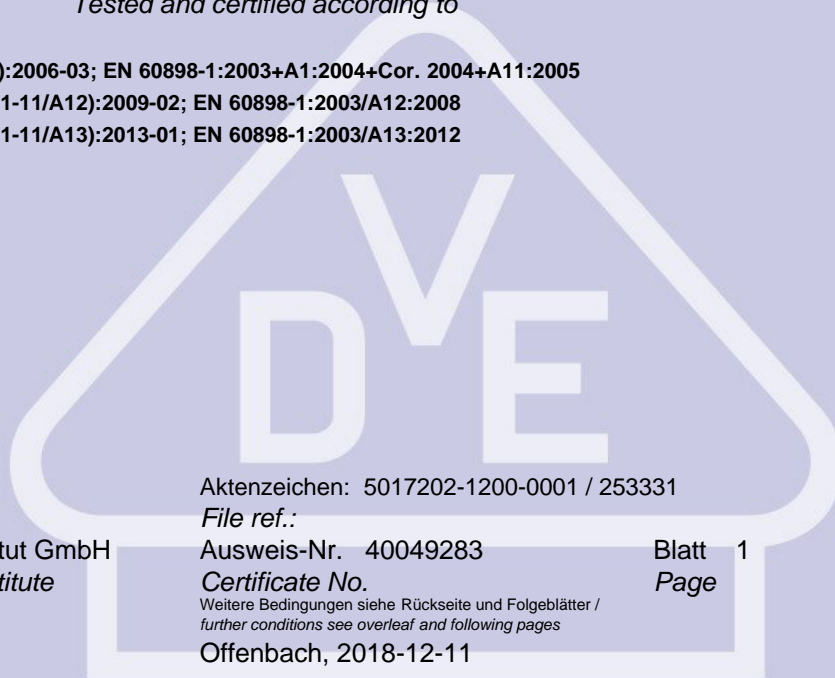 Tested and certified according to
):2006-03; EN 60898-1:2003+A1:2004+Cor. 2004+A11:2005
1-11/A12):2009-02; EN 60898-1:2003/A12:2008
1-11/A13):2013-01; EN 60898-1:2003/A13:2012
DVE
Aktenzeichen: 5017202-1200-0001 / 253331
File ref.:
tut GmbH Ausweis-Nr. 40049283 Blatt 1
titute Certificate No. Page
Weitere Bedingungen siehe Rückseite und Folgeblätter /
further conditions see overleaf and following pages
Offenbach, 2018-12-11